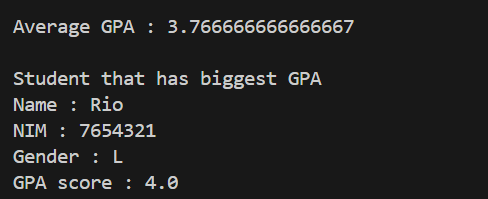 Average GPA : 3.766666666666667
Student that has biggest GPA
Name : Rio
NIM : 7654321
Gender : L
GPA score : 4.0